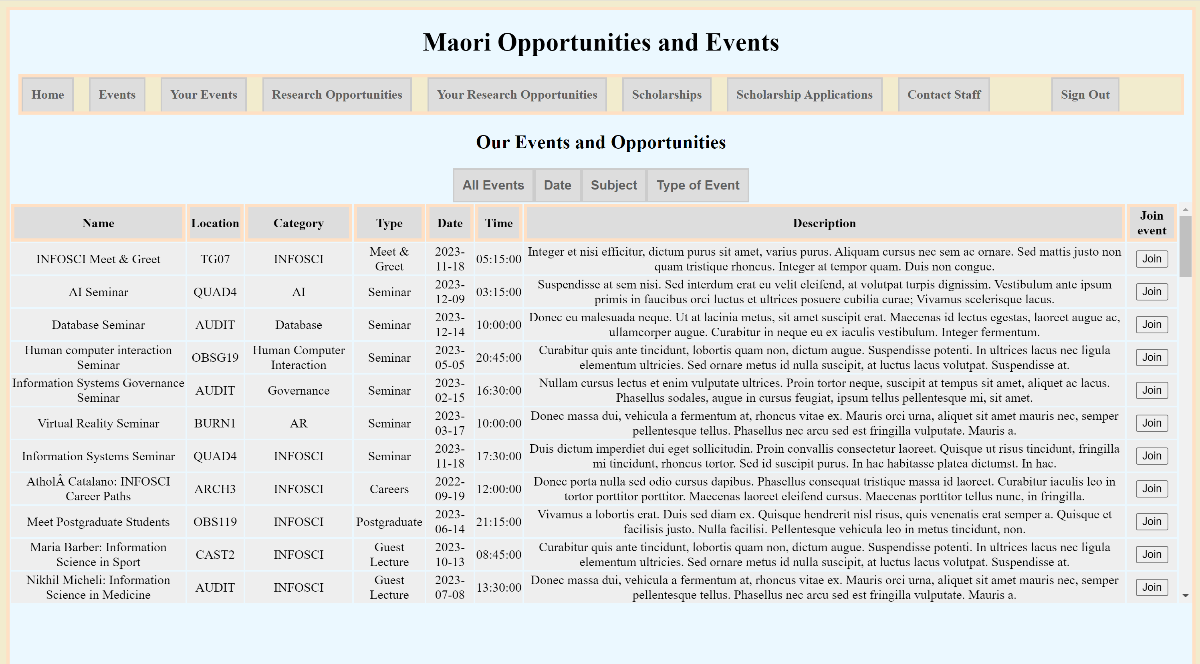 Maori Opportunities and Events
Home Events Your Events Research Opportunities Your Research Opportunities Scholarships Scholarship Applications Contact Staff Sign Out
Our Events and Opportunities
All Events Date Subject Type of Event
Name Location Category Type Date Time Description Join event
INFOSCI Meet & Greet TG07 INFOSCI Meet & Greet 2023-11-18 05:15:00 Integer et nisi efficitur, dictum purus sit amet, varius purus. Aliquam cursus nec sem ac ornare. Sed mattis justo non quam tristique rhoncus. Integer at tempor quam. Duis non congue. Join
AI Seminar QUAD4 AI Seminar 2023-12-09 03:15:00 Suspendisse at sem nisi. Sed interdum erat eu velit eleifend, at volutpat turpis dignissim. Vestibulum ante ipsum primis in faucibus orci luctus et ultrices posuere cubilia curae; Vivamus scelerisque lacus. Join
Database Seminar AUDIT Database Seminar 2023-12-14 10:00:00 Donec eu malesuada neque. Ut at lacinia metus, sit amet suscipit erat. Maecenas id lectus egestas, laoreet augue ac, ullamcorper augue. Curabitur in neque eu ex iaculis vestibulum. Integer fermentum. Join
Human computer interaction Seminar OBSG19 Human Computer Interaction Seminar 2023-05-05 20:45:00 Curabitur quis ante tincidunt, lobortis quam non, dictum augue. Suspendisse potenti. In ultrices lacus nec ligula elementum ultricies. Sed ornare metus id nulla suscipit, at luctus lacus volutpat. Suspendisse at. Join
Information Systems Governance Seminar AUDIT Governance Seminar 2023-02-15 16:30:00 Nullam cursus lectus et enim vulputate ultrices. Proin tortor neque, suscipit at tempus sit amet, aliquet ac lacus. Phasellus sodales, augue in cursus feugiat, ipsum tellus pellentesque mi, sit amet. Join
Virtual Reality Seminar BURN1 AR Seminar 2023-03-17 10:00:00 Donec massa dui, vehicula a fermentum at, rhoncus vitae ex. Mauris orci urna, aliquet sit amet mauris nec, semper pellentesque tellus. Phasellus nec arcu sed est fringilla vulputate. Mauris a. Join
Information Systems Seminar QUAD4 INFOSCI Seminar 2023-11-18 17:30:00 Duis dictum imperdiet dui eget sollicitudin. Proin convallis consectetur laoreet. Quisque ut risus tincidunt, fringilla mi tincidunt, rhoncus tortor. Sed id suscipit purus. In hac habitasse platea dictumst. In hac. Join
AtholÂ Catalano: INFOSCI Career Paths ARCH3 INFOSCI Careers 2022-09-19 12:00:00 Donec porta nulla sed odio cursus dapibus. Phasellus consequat tristique massa id laoreet. Curabitur iaculis leo in tortor porttitor porttitor. Maecenas laoreet eleifend cursus. Maecenas porttitor tellus nunc, in fringilla. Join
Meet Postgraduate Students OBS119 INFOSCI Postgraduate 2023-06-14 21:15:00 Vivamus a lobortis erat. Duis sed diam ex. Quisque hendrerit nisl risus, quis venenatis erat semper a. Quisque et facilisis justo. Nulla facilisi. Pellentesque vehicula leo in metus tincidunt, non. Join
Maria Barber: Information Science in Sport CAST2 INFOSCI Guest Lecture 2023-10-13 08:45:00 Curabitur quis ante tincidunt, lobortis quam non, dictum augue. Suspendisse potenti. In ultrices lacus nec ligula elementum ultricies. Sed ornare metus id nulla suscipit, at luctus lacus volutpat. Suspendisse at. Join
Nikhil Micheli: Information Science in Medicine AUDIT INFOSCI Guest Lecture 2023-07-08 13:30:00 Donec massa dui, vehicula a fermentum at, rhoncus vitae ex. Mauris orci urna, aliquet sit amet mauris nec, semper pellentesque tellus. Phasellus nec arcu sed est fringilla vulputate. Mauris a. Join